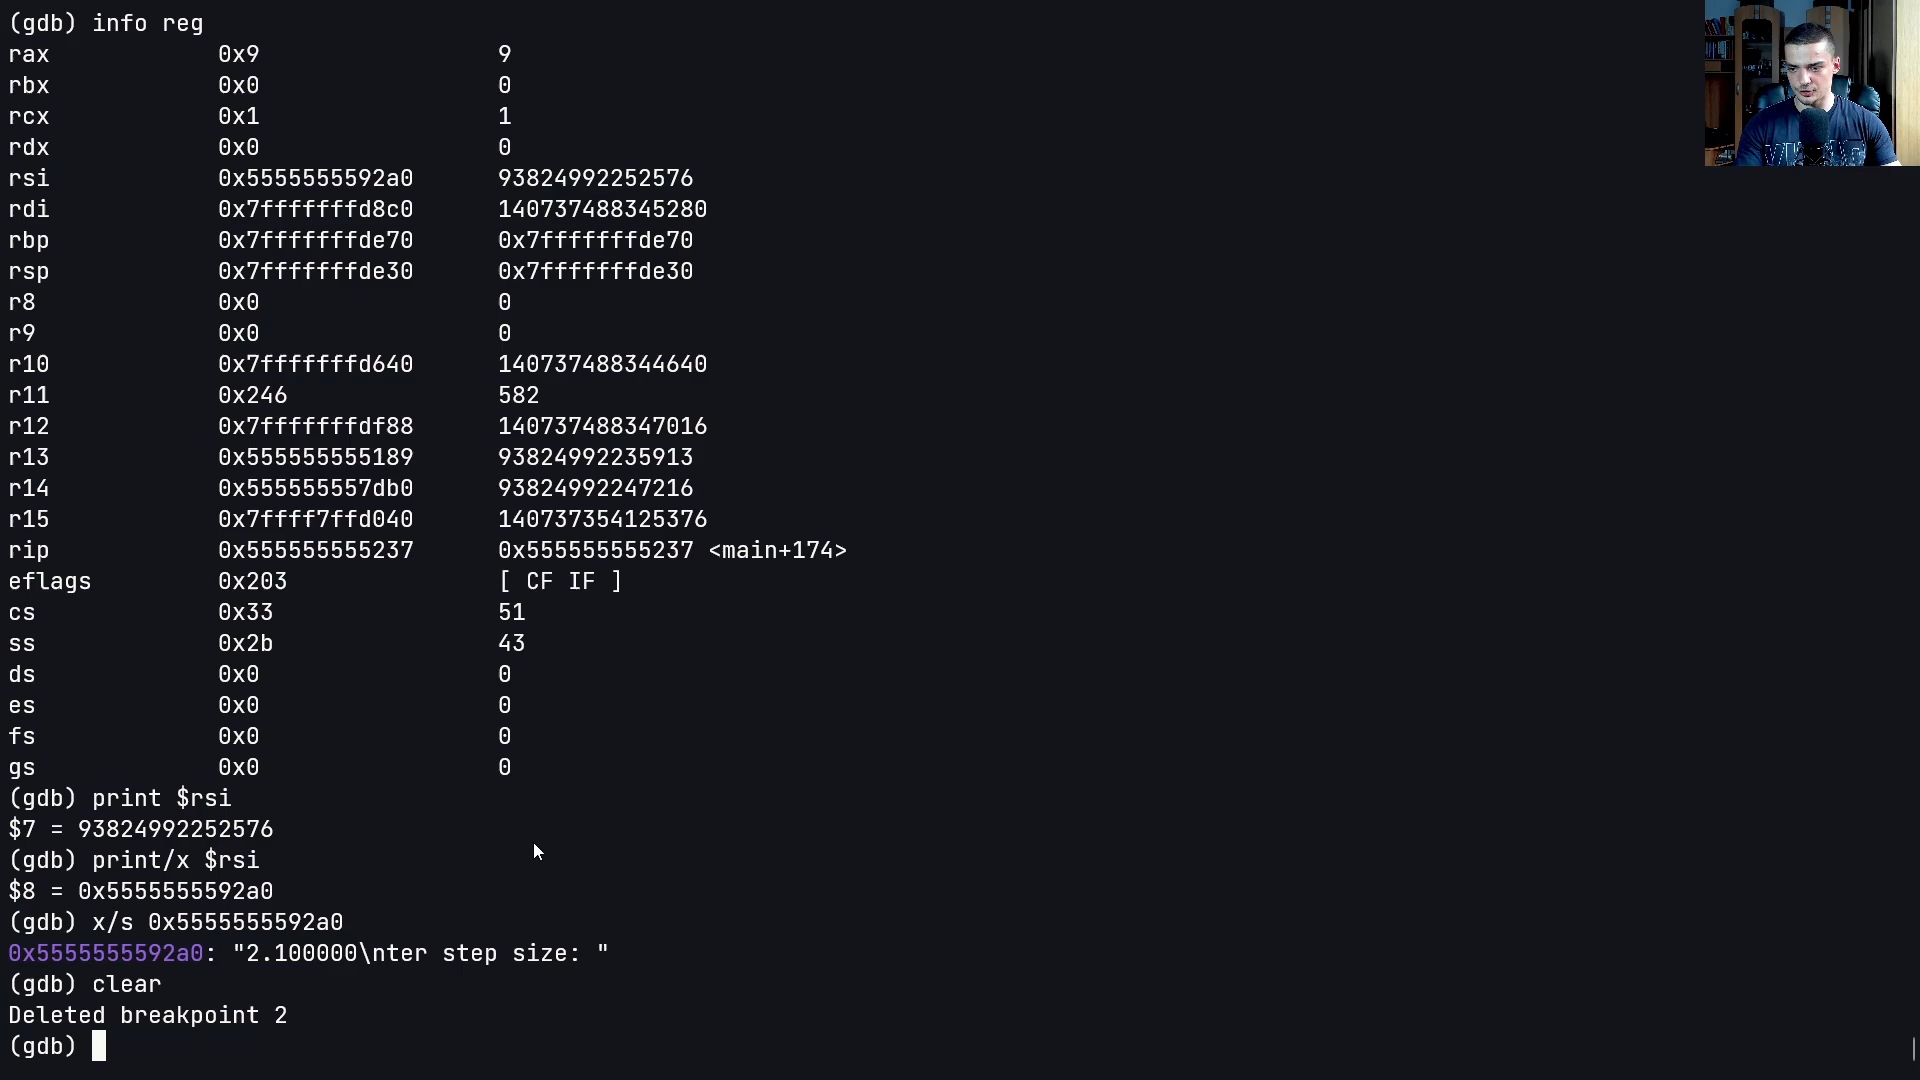 (gdb) info reg
rax 0x9 9
rbx 0x0 0
rcx 0x1 1
rdx 0x0 0
rsi 0x5555555592a0 93824992252576
rdi 0x7fffffffd8c0 140737488345280
rbp 0x7fffffffde70 0x7fffffffde70
rsp 0x7fffffffde30 0x7fffffffde30
r8 0x0 0
r9 0x0 0
r10 0x7fffffffd640 140737488344640
r11 0x246 582
r12 0x7fffffffdf88 140737488347016
r13 0x555555555189 93824992235913
r14 0x555555557db0 93824992247216
r15 0x7ffff7ffd040 140737354125376
rip 0x555555555237 0x555555555237 <main+174>
eflags 0x203 [ CF IF ]
cs 0x33 51
ss 0x2b 43
ds 0x0 0
es 0x0 0
fs 0x0 0
gs 0x0 0
(gdb) print $rsi
$7 = 93824992252576
(gdb) print/x $rsi
$8 = 0x5555555592a0
(gdb) x/s 0x5555555592a0
0x5555555592a0: "2.100000\nter step size: "
(gdb) clear
Deleted breakpoint 2
(gdb)